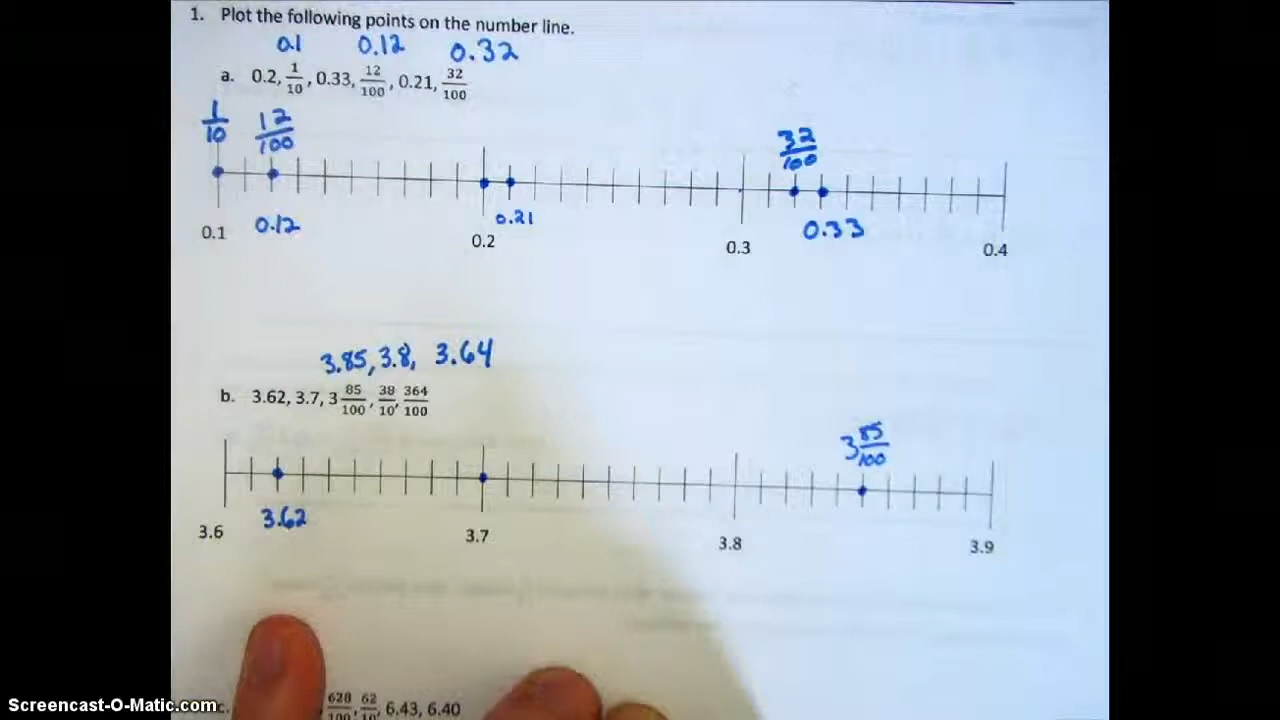 1. Plot the following points on the number line.
0.1 0.12 0.32
a. 0.2, 1/10, 0.33, 12/100, 0.21, 32/100
1/10 12/100 32/100
0.12 0.21 0.33
0.1 0.2 0.3 0.4
3.85, 3.8, 3.64
b. 3.62, 3.7, 3 85/100, 38/10, 364/100
3 85/100
3.62
3.6 3.7 3.8 3.9
628/100, 62/10, 6.43, 6.40
Screencast-O-Matic.com